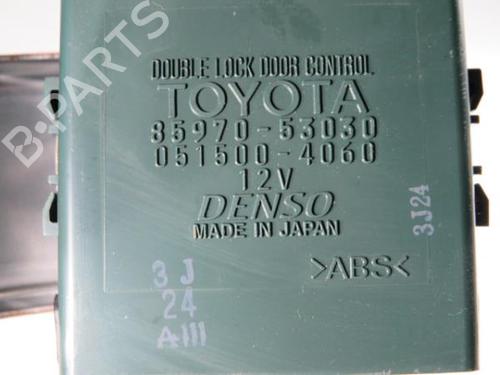 B-PARTS
DOUBLE LOCK DOOR CONTROL
TOYOTA
85970-53030
051500-4060
12V
DENSO
MADE IN JAPAN
3J24
>ABS<
3 J
24
AIII